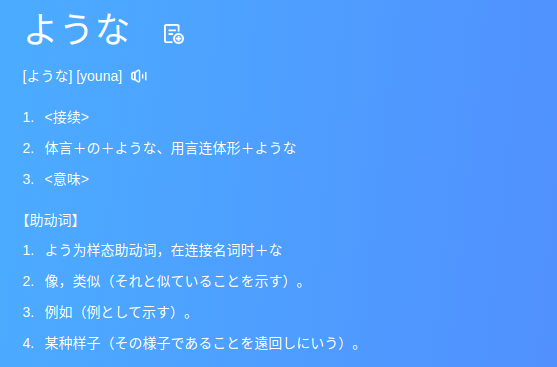 ような
[ような] [youna]
1. <接续>
2. 体言＋の＋ような、用言连体形＋ような
3. <意味>
【助动词】
1. よう为样态助动词，在连接名词时＋な
2. 像，类似（それと似ていることを示す）。
3. 例如（例として示す）。
4. 某种样子（その様子であることを遠回しにいう）。